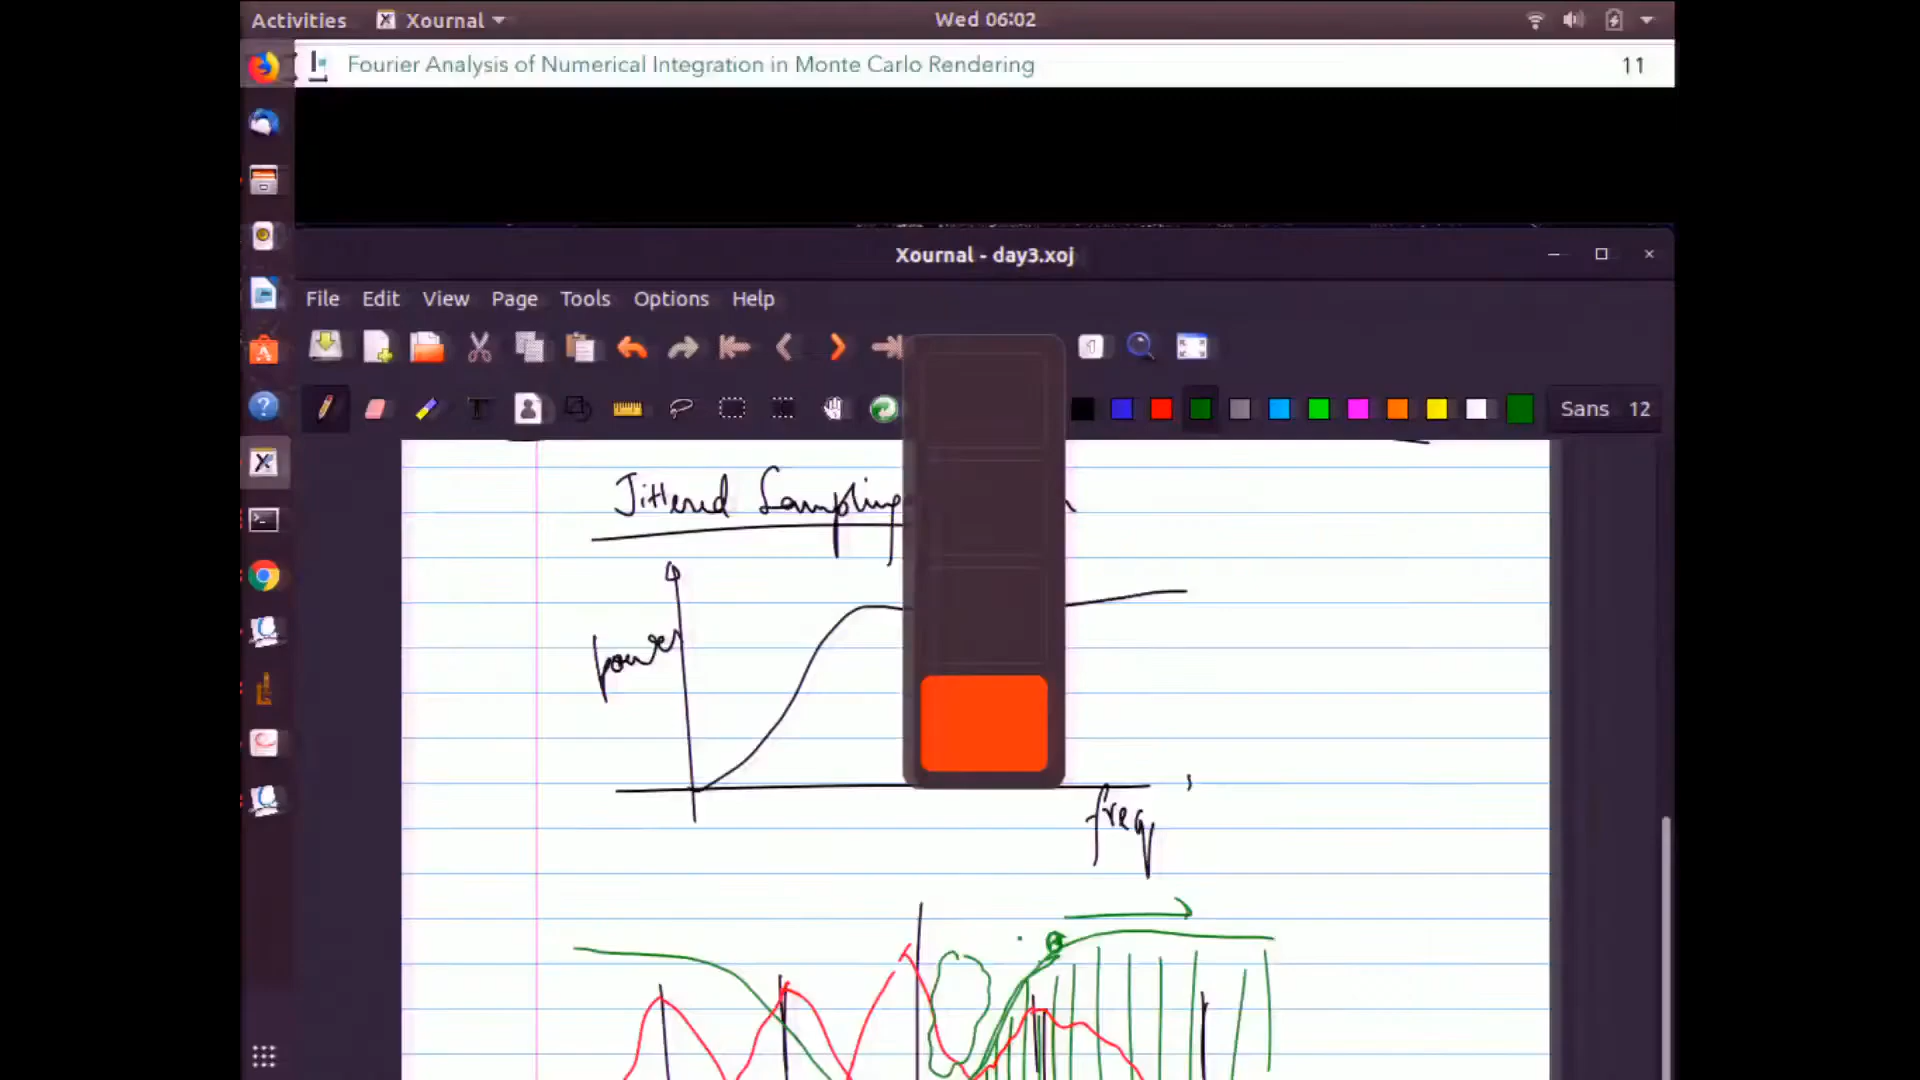 Activities Xournal Wed 06:02
Fourier Analysis of Numerical Integration in Monte Carlo Rendering 11
Xournal - day3.xoj
File Edit View Page Tools Options Help
Sans 12
Jittered Sampling
power
freq